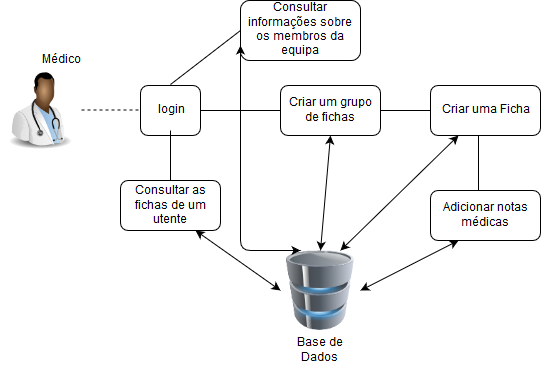 Consultar
informações sobre
os membros da
equipa
Médico
login
Criar um grupo
de fichas
Criar uma Ficha
Consultar as
fichas de um
utente
Adicionar notas
médicas
Base de
Dados